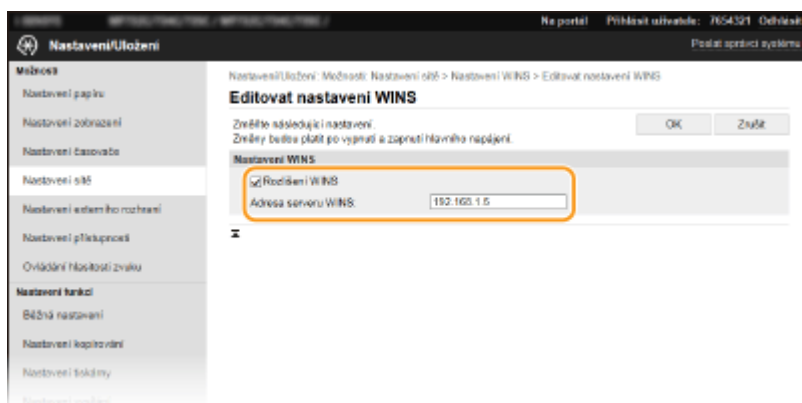 Na portál Přihlásit uživatele: 7654321 Odhlásit
Nastavení/Uložení
Poslat správci systému
Možnosti
Nastavení papíru
Nastavení zobrazení
Nastavení časovače
Nastavení sítě
Nastavení externího rozhraní
Nastavení přístupnosti
Ovládání hlasitosti zvuku
Nastavení funkcí
Běžná nastavení
Nastavení kopírování
Nastavení tiskárny
Nastavení/Uložení: Možnosti: Nastavení sítě > Nastavení WINS > Editovat nastavení WINS
Editovat nastavení WINS
Změňte následující nastavení.
Změny budou platit po vypnutí a zapnutí hlavního napájení.
OK Zrušit
Nastavení WINS
Rozlišení WINS
Adresa serveru WINS: 192.168.1.6